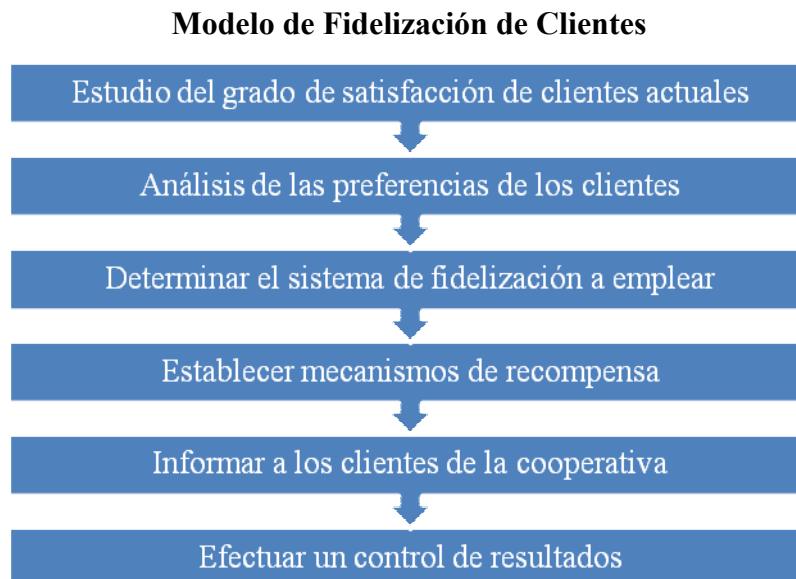 Modelo de Fidelización de Clientes
Estudio del grado de satisfacción de clientes actuales
Análisis de las preferencias de los clientes
Determinar el sistema de fidelización a emplear
Establecer mecanismos de recompensa
Informar a los clientes de la cooperativa
Efectuar un control de resultados